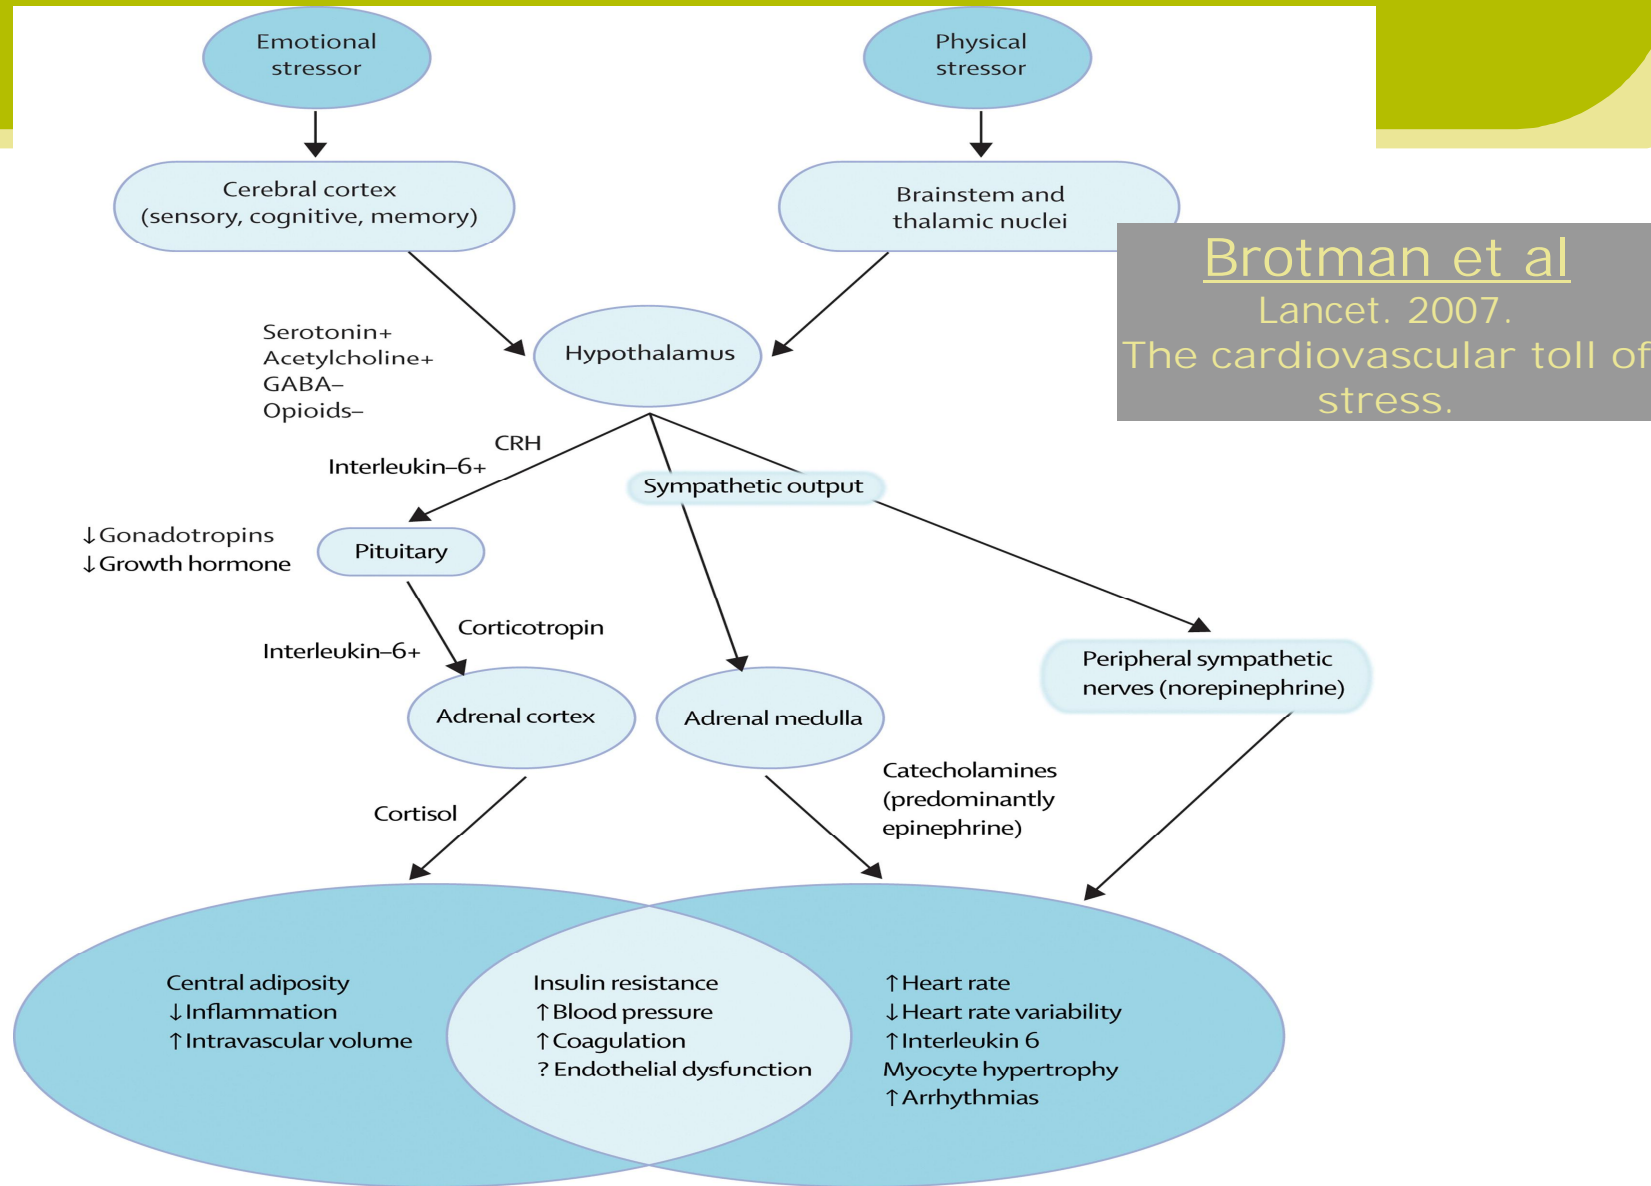 Emotional
stressor
Physical
stressor
Cerebral cortex
(sensory, cognitive, memory)
Brainstem and
thalamic nuclei
Brotman et al
Lancet. 2007.
The cardiovascular toll of
stress.
Serotonin+
Acetylcholine+
GABA–
Opioids–
Hypothalamus
CRH
Interleukin–6+
Sympathetic output
↓Gonadotropins
↓Growth hormone
Pituitary
Corticotropin
Interleukin–6+
Peripheral sympathetic
nerves (norepinephrine)
Adrenal cortex
Adrenal medulla
Cortisol
Catecholamines
(predominantly
epinephrine)
Central adiposity
↓Inflammation
↑Intravascular volume
Insulin resistance
↑Blood pressure
↑Coagulation
?Endothelial dysfunction
↑Heart rate
↓Heart rate variability
↑Interleukin 6
Myocyte hypertrophy
↑Arrhythmias